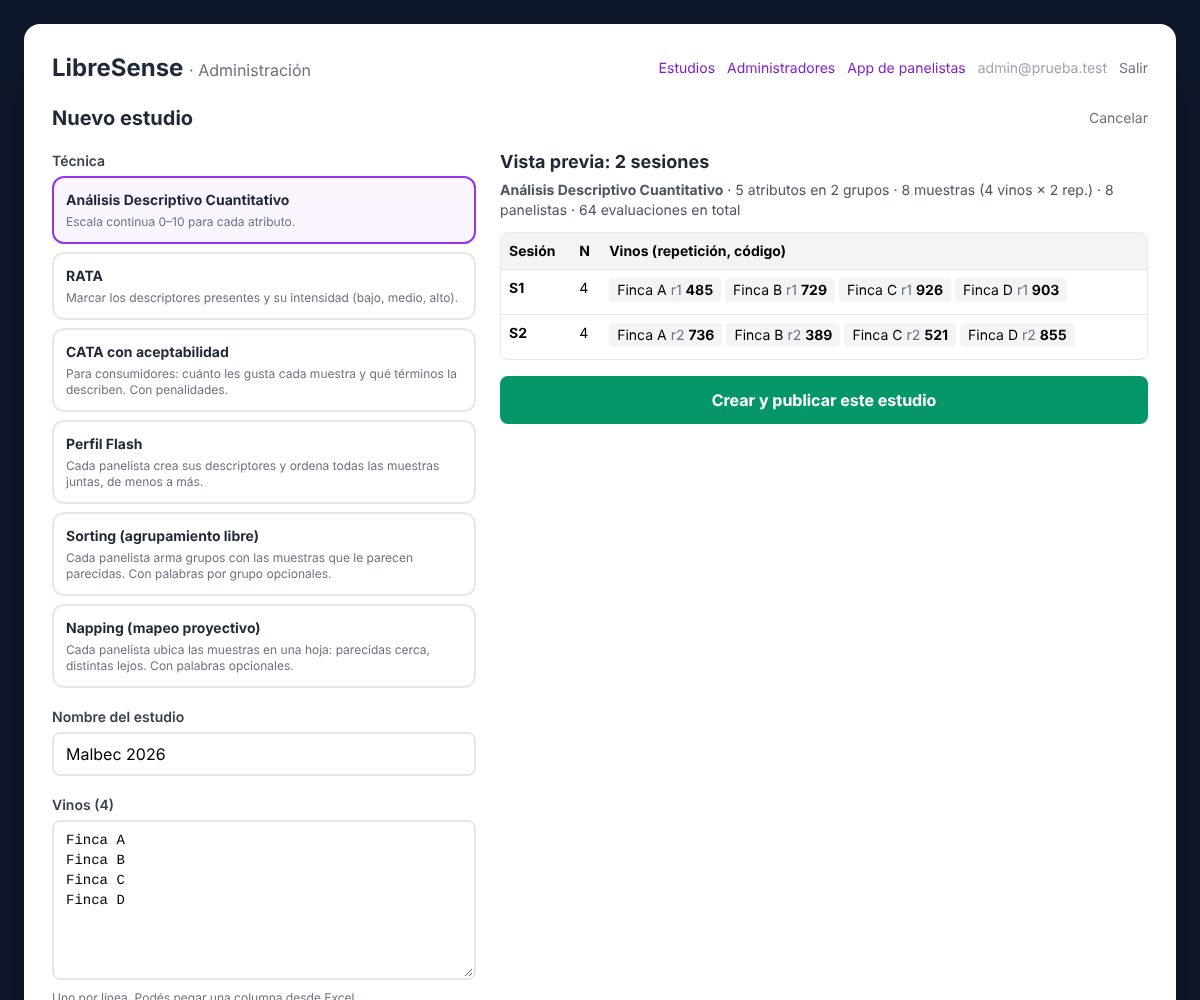 LibreSense · Administración
Estudios Administradores App de panelistas admin@prueba.test Salir
Nuevo estudio
Cancelar
Técnica
Análisis Descriptivo Cuantitativo
Escala continua 0–10 para cada atributo.
RATA
Marcar los descriptores presentes y su intensidad (bajo, medio, alto).
CATA con aceptabilidad
Para consumidores: cuánto les gusta cada muestra y qué términos la
describen. Con penalidades.
Perfil Flash
Cada panelista crea sus descriptores y ordena todas las muestras
juntas, de menos a más.
Sorting (agrupamiento libre)
Cada panelista arma grupos con las muestras que le parecen
parecidas. Con palabras por grupo opcionales.
Napping (mapeo proyectivo)
Cada panelista ubica las muestras en una hoja: parecidas cerca,
distintas lejos. Con palabras opcionales.
Nombre del estudio
Malbec 2026
Vinos (4)
Finca A
Finca B
Finca C
Finca D
Uno por línea. Podés pegar una columna desde Excel.
Vista previa: 2 sesiones
Análisis Descriptivo Cuantitativo · 5 atributos en 2 grupos · 8 muestras (4 vinos × 2 rep.) · 8
panelistas · 64 evaluaciones en total
Sesión N Vinos (repetición, código)
S1 4 Finca A r1 485 Finca B r1 729 Finca C r1 926 Finca D r1 903
S2 4 Finca A r2 736 Finca B r2 389 Finca C r2 521 Finca D r2 855
Crear y publicar este estudio